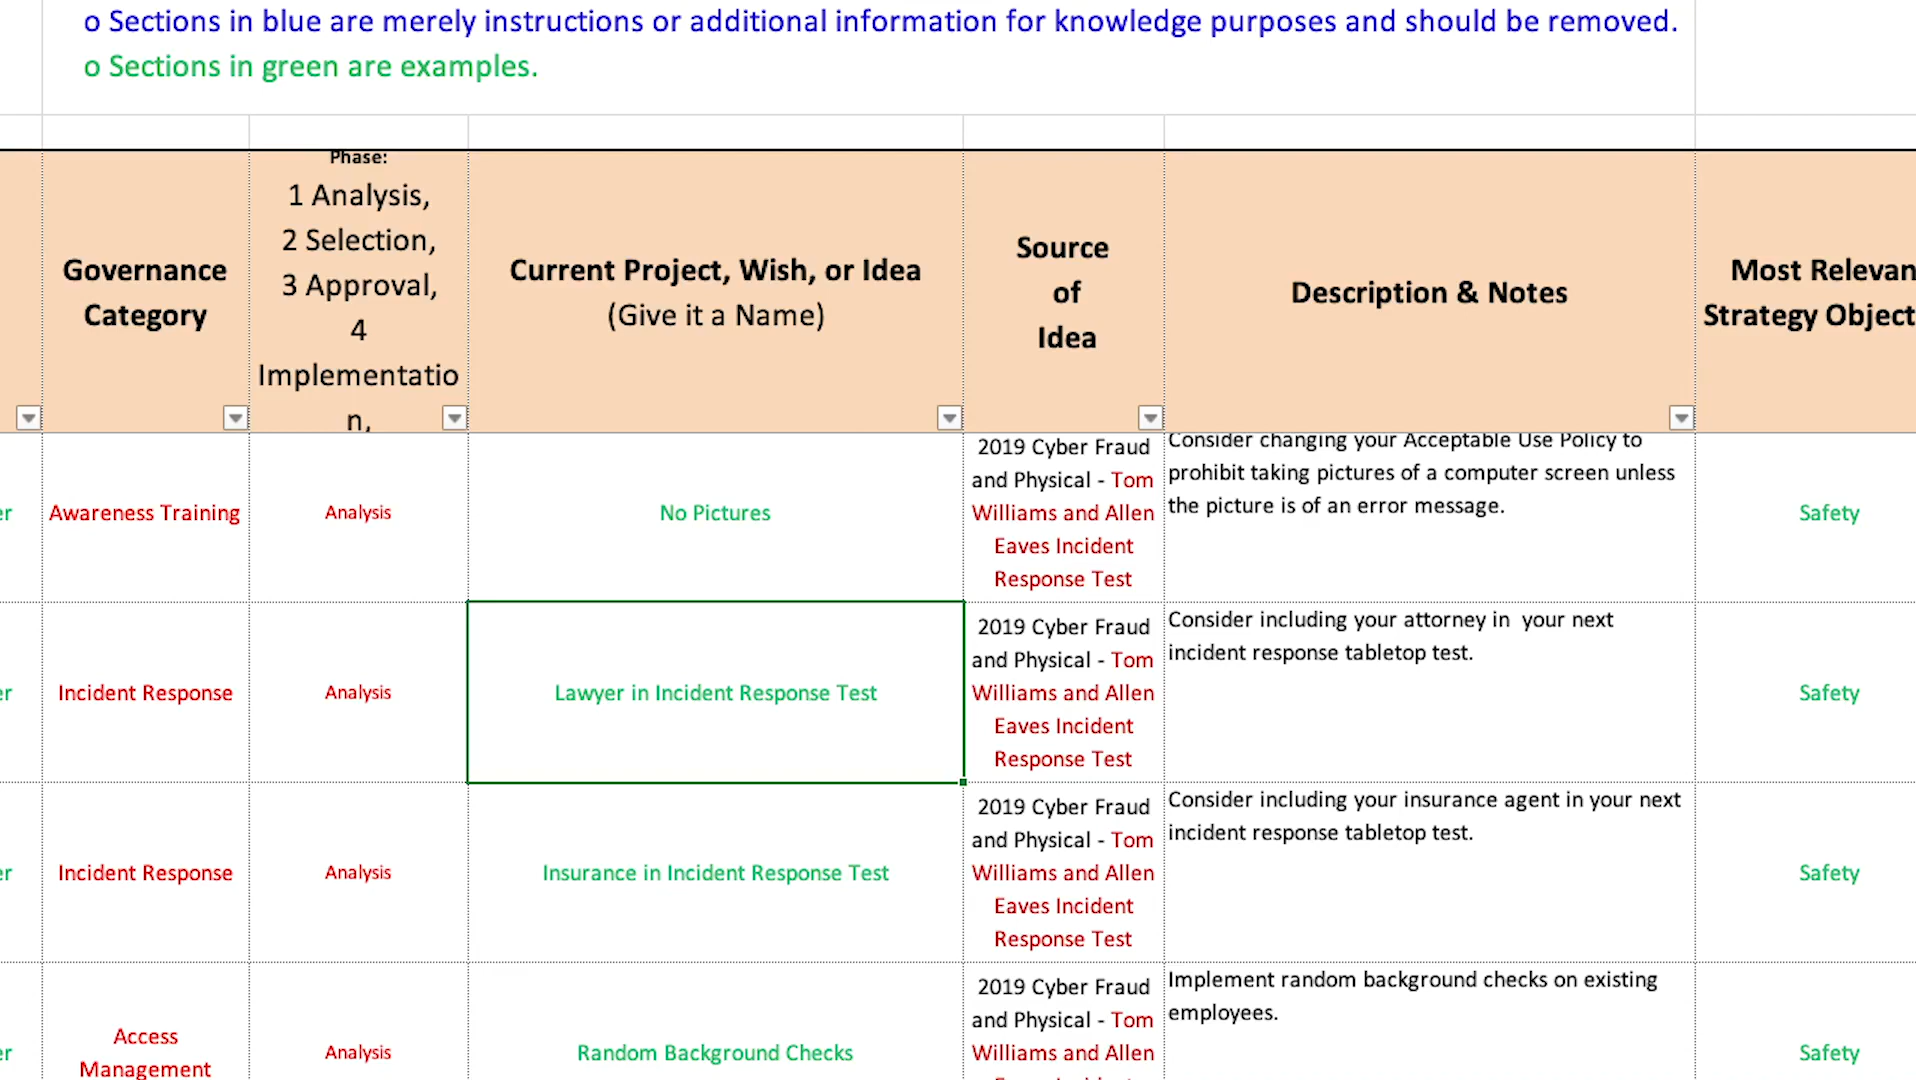 o Sections in blue are merely instructions or additional information for knowledge purposes and should be removed.
o Sections in green are examples.
Governance
Category
Phase:
1 Analysis,
2 Selection,
3 Approval,
4
Implementatio
n,
Current Project, Wish, or Idea
(Give it a Name)
Source
of
Idea
Description & Notes
Most Relevan
Strategy Object
er
Awareness Training
Analysis
No Pictures
2019 Cyber Fraud
and Physical - Tom
Williams and Allen
Eaves Incident
Response Test
Consider changing your Acceptable Use Policy to
prohibit taking pictures of a computer screen unless
the picture is of an error message.
Safety
er
Incident Response
Analysis
Lawyer in Incident Response Test
2019 Cyber Fraud
and Physical - Tom
Williams and Allen
Eaves Incident
Response Test
Consider including your attorney in  your next
incident response tabletop test.
Safety
er
Incident Response
Analysis
Insurance in Incident Response Test
2019 Cyber Fraud
and Physical - Tom
Williams and Allen
Eaves Incident
Response Test
Consider including your insurance agent in your next
incident response tabletop test.
Safety
er
Access
Management
Analysis
Random Background Checks
2019 Cyber Fraud
and Physical - Tom
Williams and Allen
Implement random background checks on existing
employees.
Safety